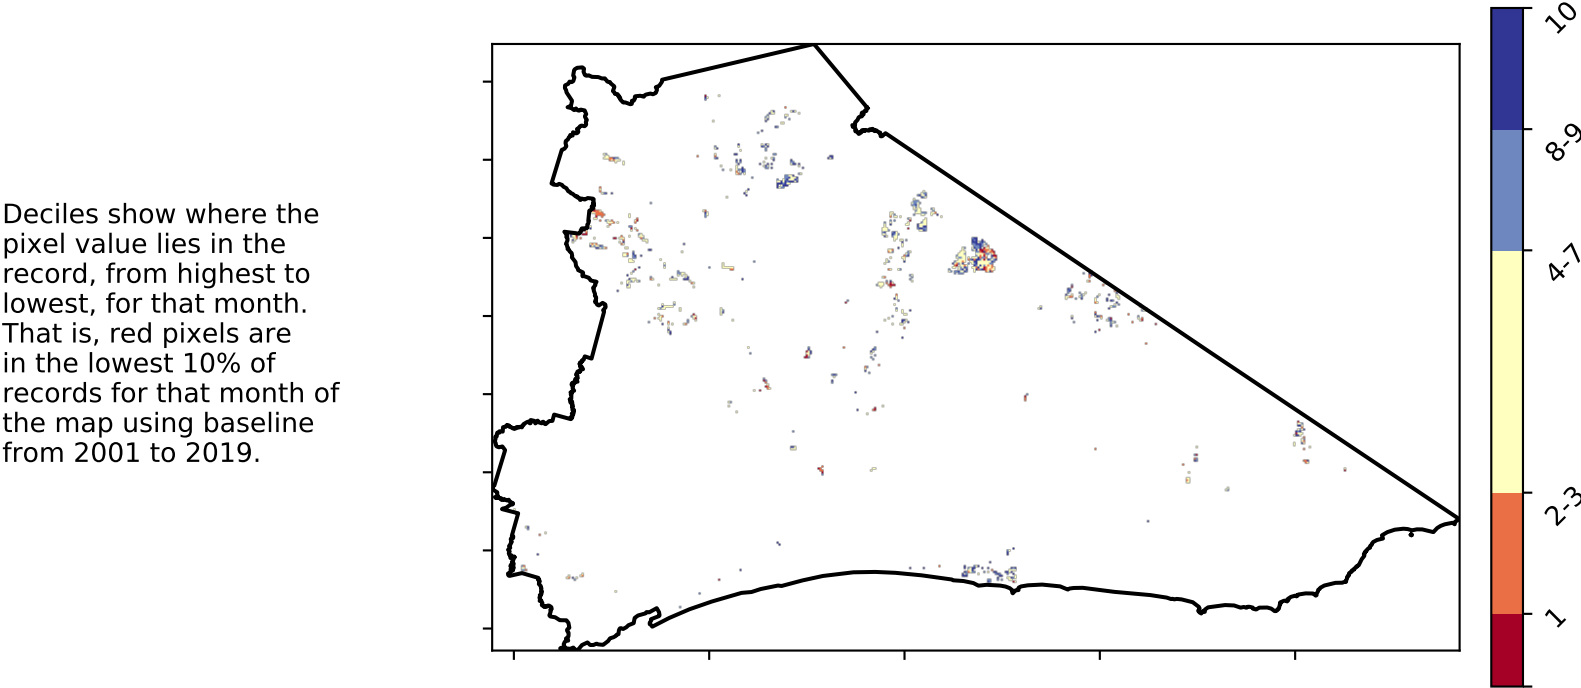 Deciles show where the
pixel value lies in the
record, from highest to
lowest, for that month.
That is, red pixels are
in the lowest 10% of
records for that month of
the map using baseline
from 2001 to 2019.
10
8-9
4-7
2-3
1